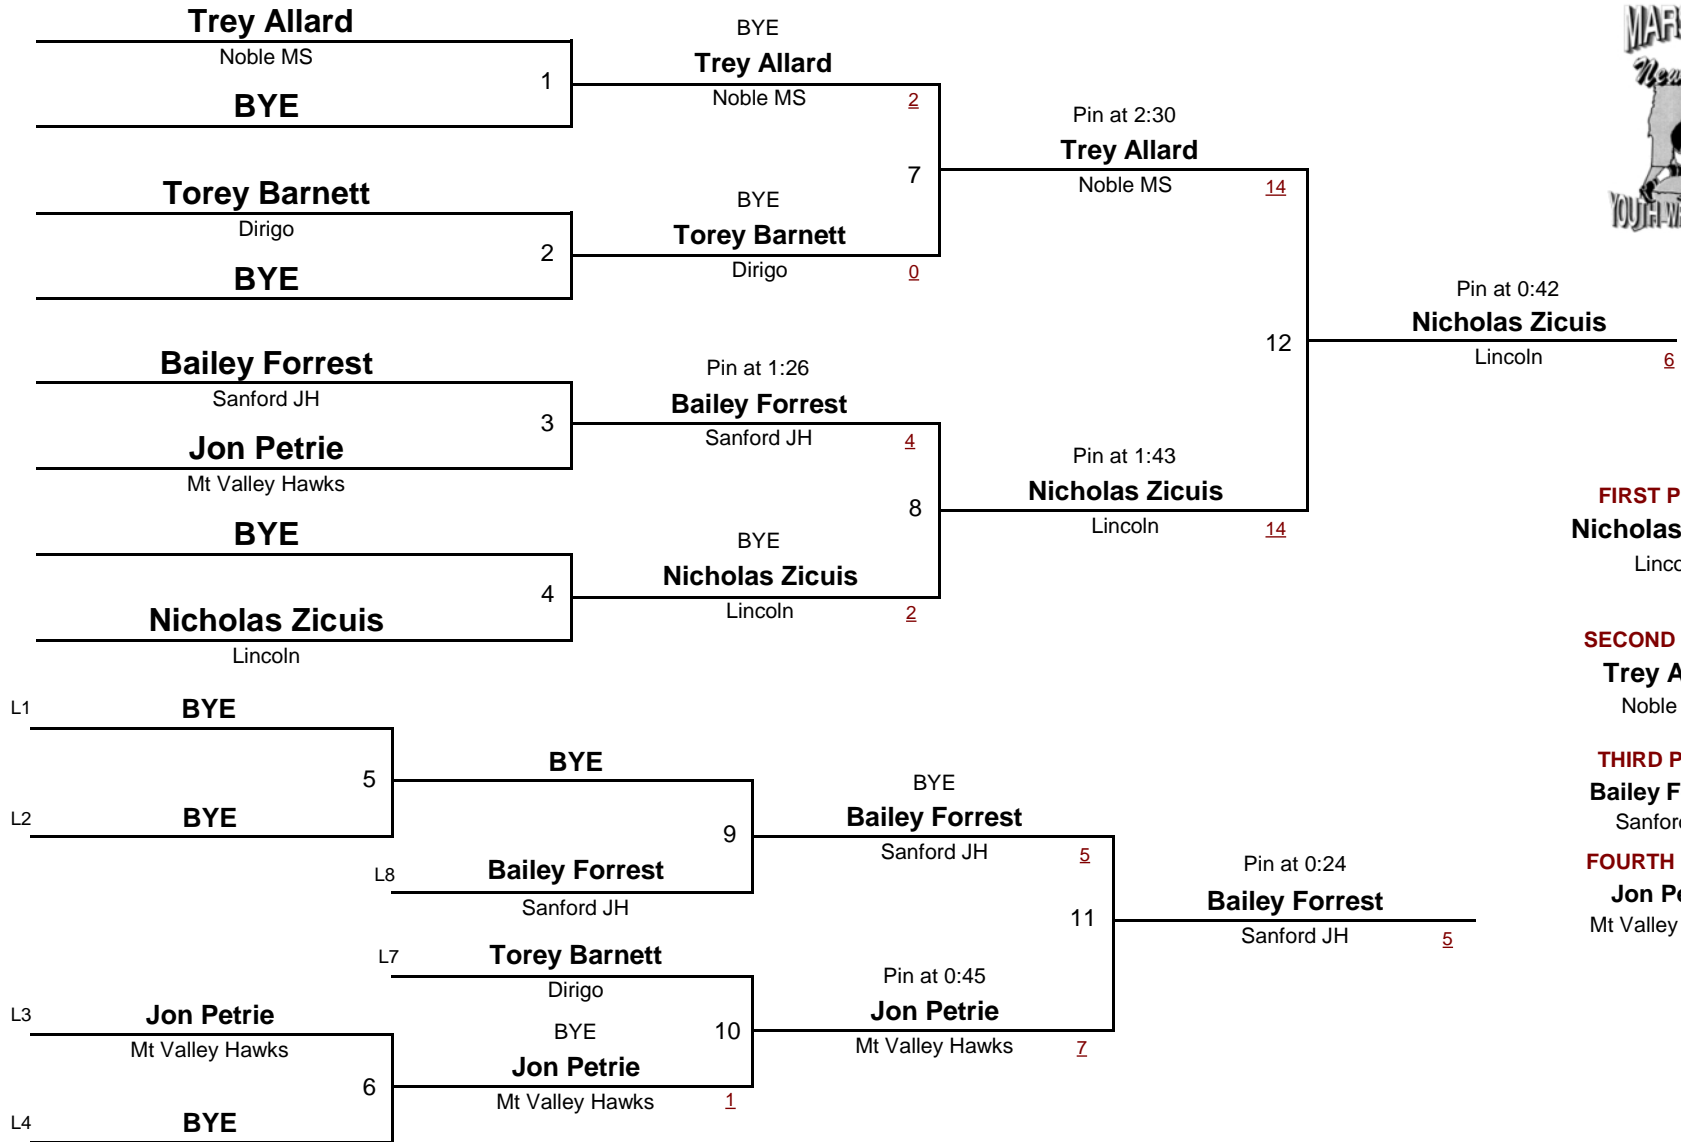 Trey Allard
Noble MS
1
BYE
BYE
Trey Allard
Noble MS
2
Torey Barnett
Dirigo
2
BYE
BYE
Torey Barnett
Dirigo
0
7
Pin at 2:30
Trey Allard
Noble MS
14
Bailey Forrest
Sanford JH
3
Jon Petrie
Mt Valley Hawks
Pin at 1:26
Bailey Forrest
Sanford JH
4
BYE
4
Nicholas Zicuis
Lincoln
BYE
Nicholas Zicuis
Lincoln
2
8
Pin at 1:43
Nicholas Zicuis
Lincoln
14
12
Pin at 0:42
Nicholas Zicuis
Lincoln
6
L1
BYE
5
L2
BYE
BYE
9
L8
Bailey Forrest
Sanford JH
BYE
Bailey Forrest
Sanford JH
5
L7
Torey Barnett
Dirigo
L3
Jon Petrie
Mt Valley Hawks
6
L4
BYE
BYE
Jon Petrie
Mt Valley Hawks
1
10
Pin at 0:45
Jon Petrie
Mt Valley Hawks
7
11
Pin at 0:24
Bailey Forrest
Sanford JH
5
FIRST
Nicholas
SECOND
Trey
Noble
THIRD
Bailey
FOURTH
Jon
Mt Valley